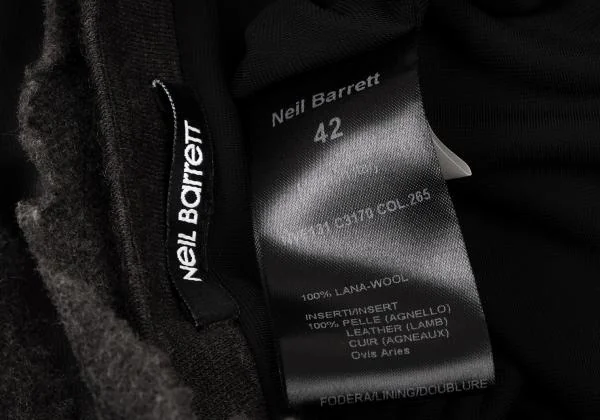 Neil Barrett
Neil Barrett
42
C3170 COL.265
100% LANA-WOOL
INSERTI/INSERT
100% PELLE (AGNELLO)
LEATHER (LAMB)
CUIR (AGNEAUX)
Ovis Aries
FODERA/LINING/DOUBLURE